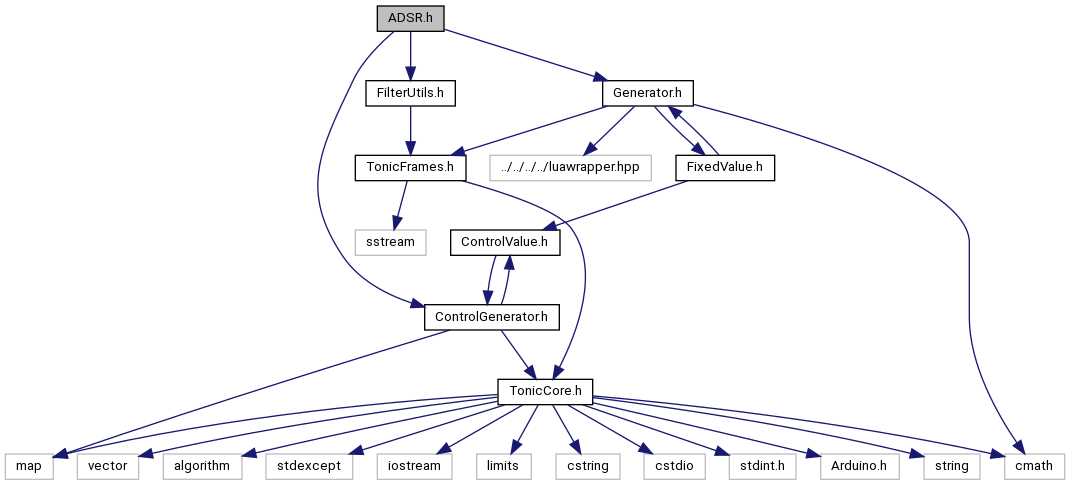 ADSR.h
FilterUtils.h
Generator.h
TonicFrames.h
../../../../luawrapper.hpp
FixedValue.h
sstream
ControlValue.h
ControlGenerator.h
TonicCore.h
map
vector
algorithm
stdexcept
iostream
limits
cstring
cstdio
stdint.h
Arduino.h
string
cmath